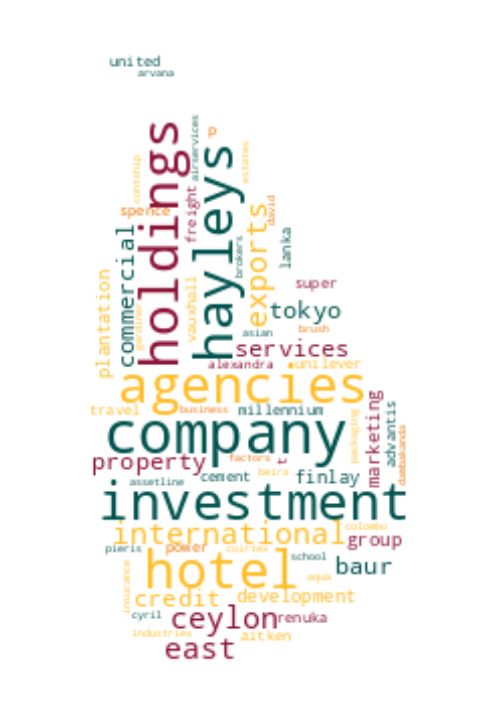 united
arvana
holdings
hayleys
airservices
p
contship
estates
freight
spence
david
exports
commercial
lanka
brokers
plantation
vauxhall
gardiner
super
tokyo
asian
brush
services
alexandra
unilever
agencies
travel
business
millennium
company
marketing
advantis
packaging
dambakanda
property
factors
t
cement
beira
finlay
assetline
investment
international
colombo
group
pieris
power
coirtex
school
hotel
baur
aqua
insurance
credit
development
cyril
ceylon
renuka
industries
aitken
east